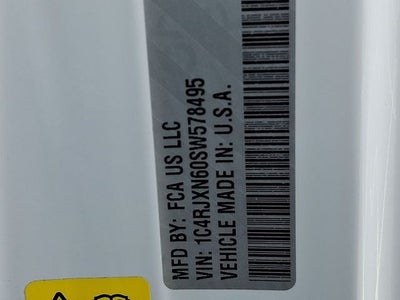 MFD BY: FCA US LLC
VIN: 1C4RJXN60SW578495
VEHICLE MADE IN: U.S.A.